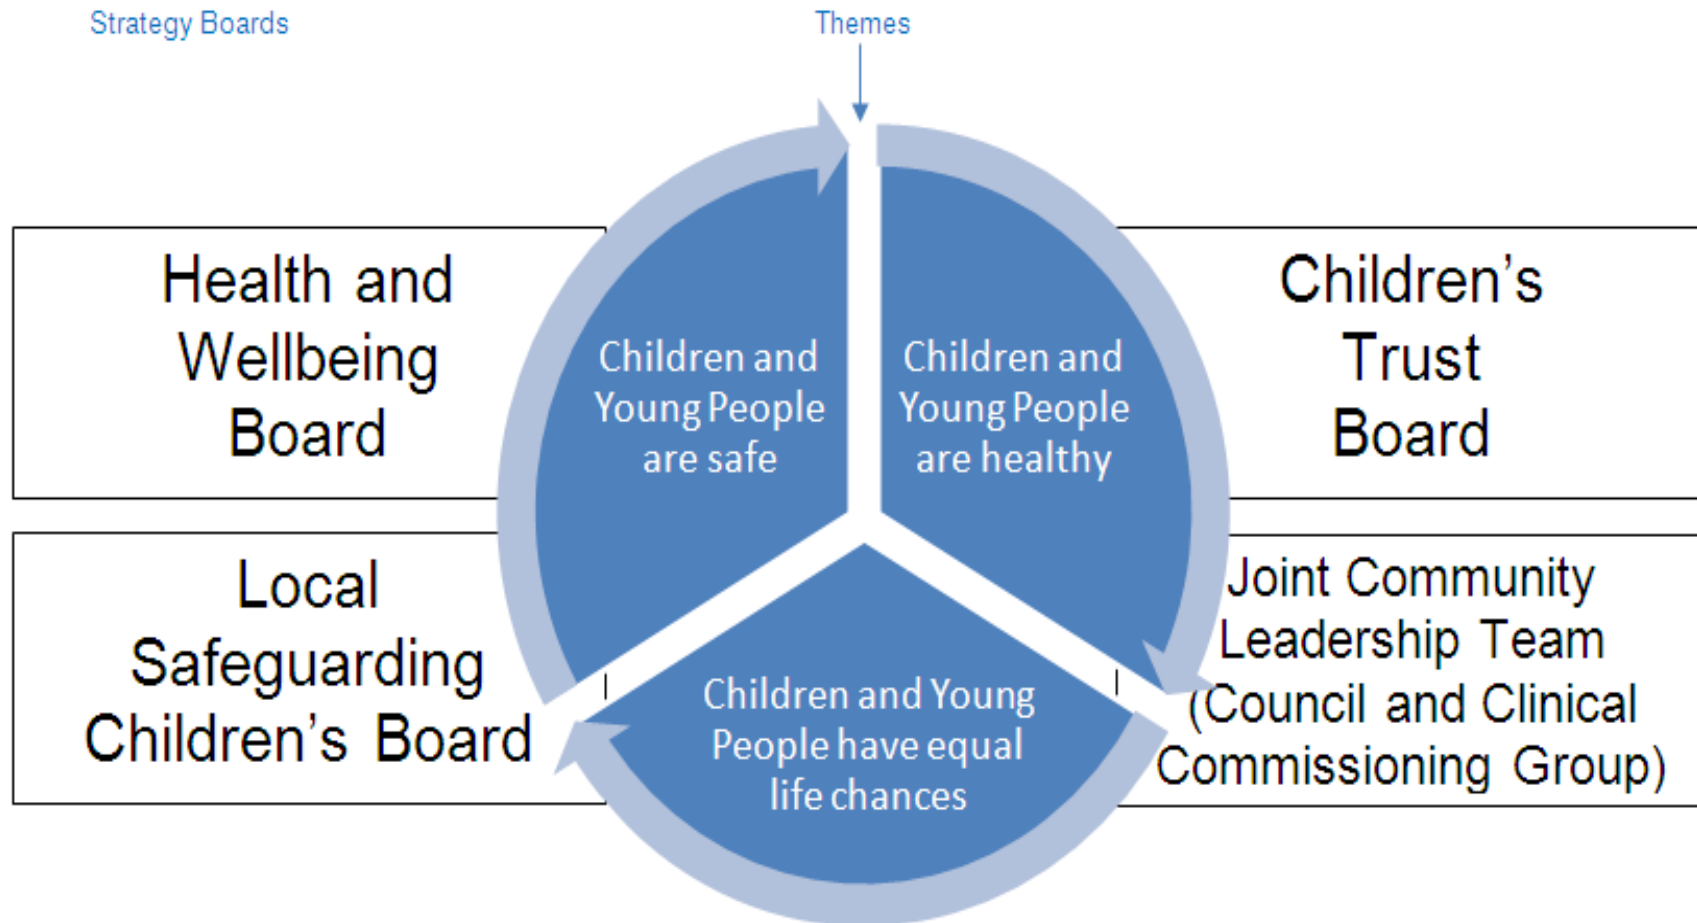 Strategy Boards
Themes
Health and
Wellbeing
Board
Children and
Young People
are safe
Children and
Young People
are healthy
Children’s
Trust
Board
Local
Safeguarding
Children’s Board
Children and Young
People have equal
life chances
Joint Community
Leadership Team
(Council and Clinical
Commissioning Group)